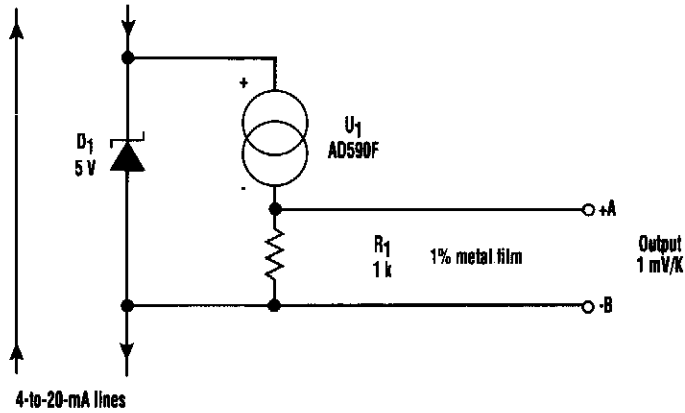 +
U1
AD590F
D1
5 V
-
+A
R1
1 k
1% metal film
Output
1 mV/K
-B
4-to-20-mA lines